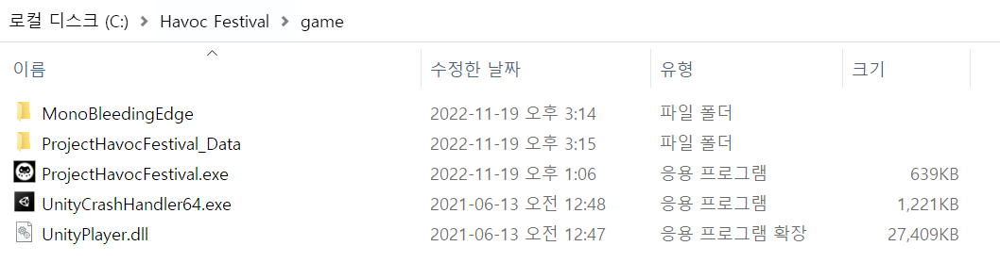 로컬 디스크 (C:) > Havoc Festival > game
이름 수정한 날짜 유형 크기
MonoBleedingEdge 2022-11-19 오후 3:14 파일 폴더
ProjectHavocFestival_Data 2022-11-19 오후 3:15 파일 폴더
ProjectHavocFestival.exe 2022-11-19 오후 1:06 응용 프로그램 639KB
UnityCrashHandler64.exe 2021-06-13 오전 12:48 응용 프로그램 1,221KB
UnityPlayer.dll 2021-06-13 오전 12:47 응용 프로그램 확장 27,409KB